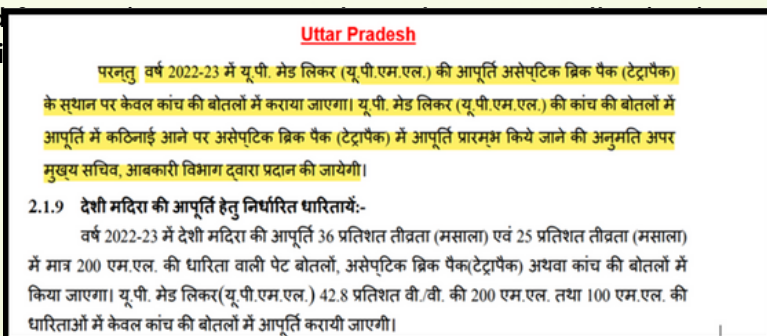 Uttar Pradesh
परन्तु वर्ष 2022-23 में यू.पी. मेड लिकर (यू.पी.एम.एल.) की आपूर्ति असेप्टिक ब्रिक पैक (टेट्रापैक)
के स्थान पर केवल कांच की बोतलों में कराया जाएगा। यू.पी. मेड लिकर (यू.पी.एम.एल.) की कांच की बोतलों में
आपूर्ति में कठिनाई आने पर असेप्टिक ब्रिक पैक (टेट्रापैक) में आपूर्ति प्रारम्भ किये जाने की अनुमति अपर
मुख्य सचिव, आबकारी विभाग द्वारा प्रदान की जायेगी।
2.1.9 देशी मदिरा की आपूर्ति हेतु निर्धारित धारितायें:-
वर्ष 2022-23 में देशी मदिरा की आपूर्ति 36 प्रतिशत तीव्रता (मसाला) एवं 25 प्रतिशत तीव्रता (मसाला)
में मात्र 200 एम.एल. की धारिता वाली पेट बोतलों, असेप्टिक ब्रिक पैक(टेट्रापैक) अथवा कांच की बोतलों में
किया जाएगा। यू.पी. मेड लिकर(यू.पी.एम.एल.) 42.8 प्रतिशत वी./वी. की 200 एम.एल. तथा 100 एम.एल. की
धारिताओं में केवल कांच की बोतलों में आपूर्ति करायी जाएगी।